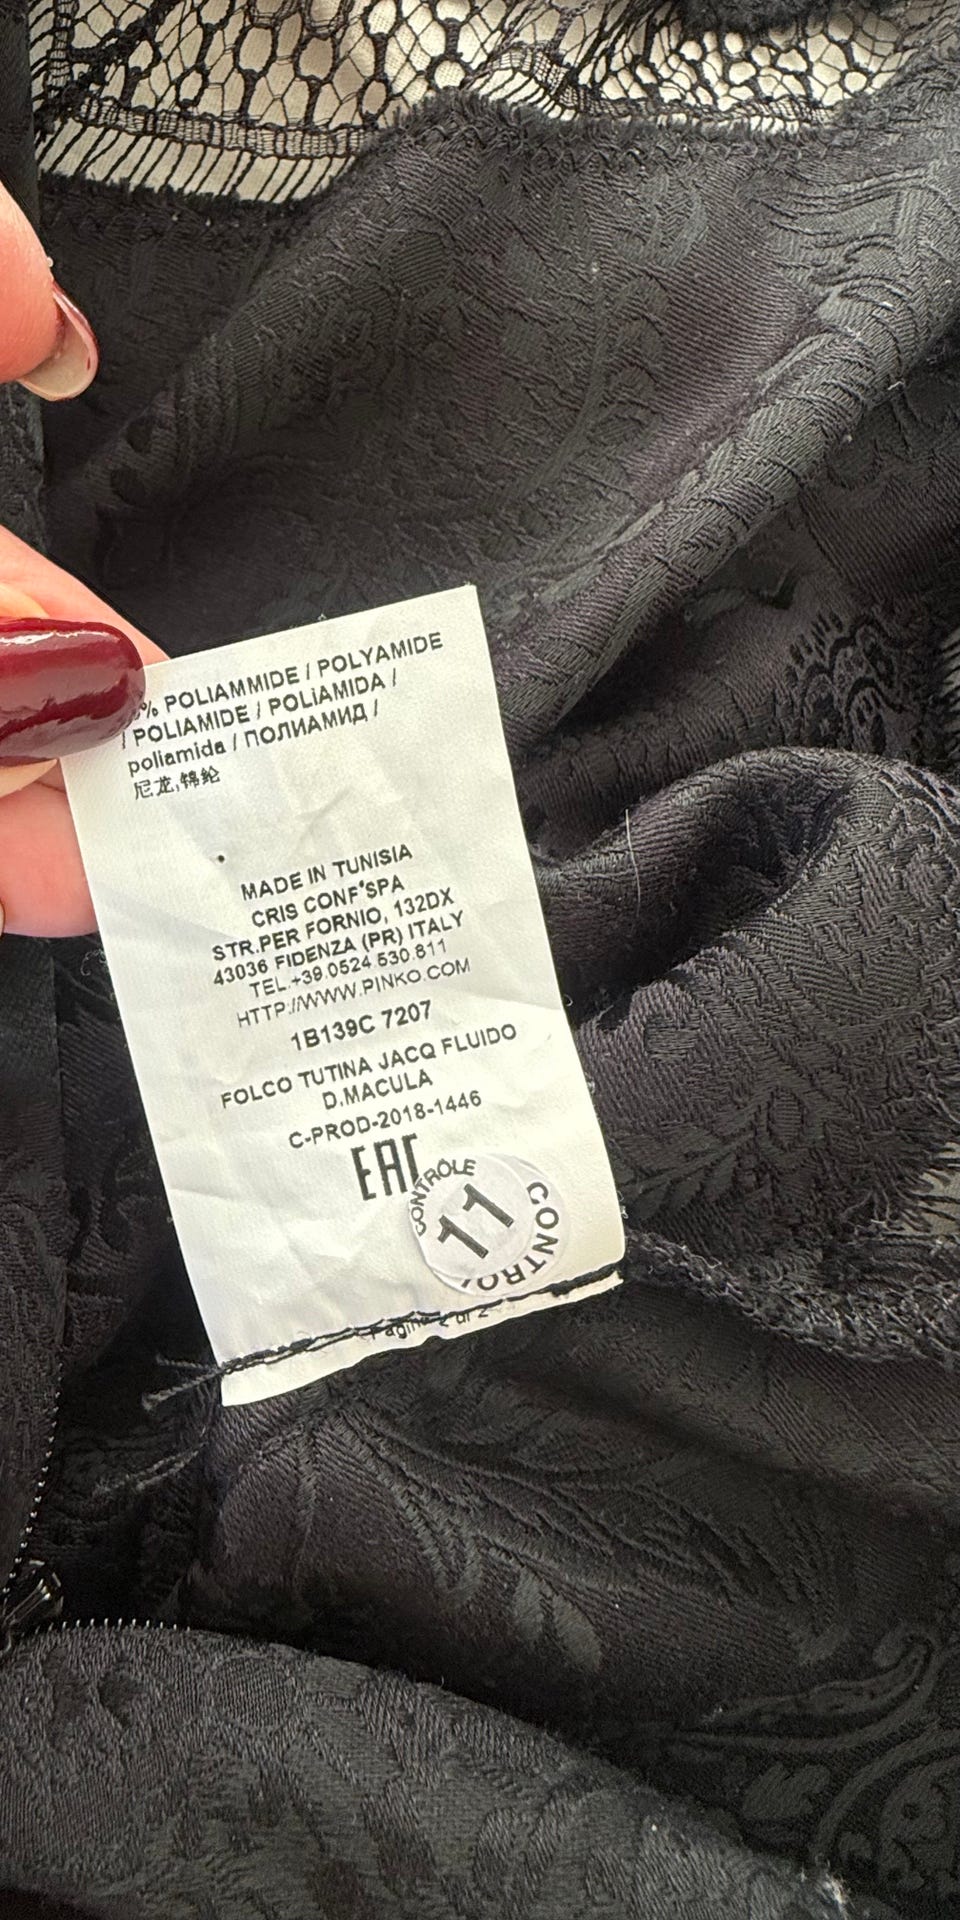 % POLIAMMIDE / POLYAMIDE
/ POLIAMIDE / POLIAMIDA /
poliamida / ПОЛИАМИД /
尼龙,锦纶
MADE IN TUNISIA
CRIS CONF'SPA
STR.PER FORNIO, 132DX
43036 FIDENZA (PR) ITALY
TEL.+39.0524.530.811
HTTP://WWW.PINKO.COM
1B139C 7207
FOLCO TUTINA JACQ FLUIDO
D.MACULA
C-PROD-2018-1446
EAC
CONTRÔLE
11
CONTROL